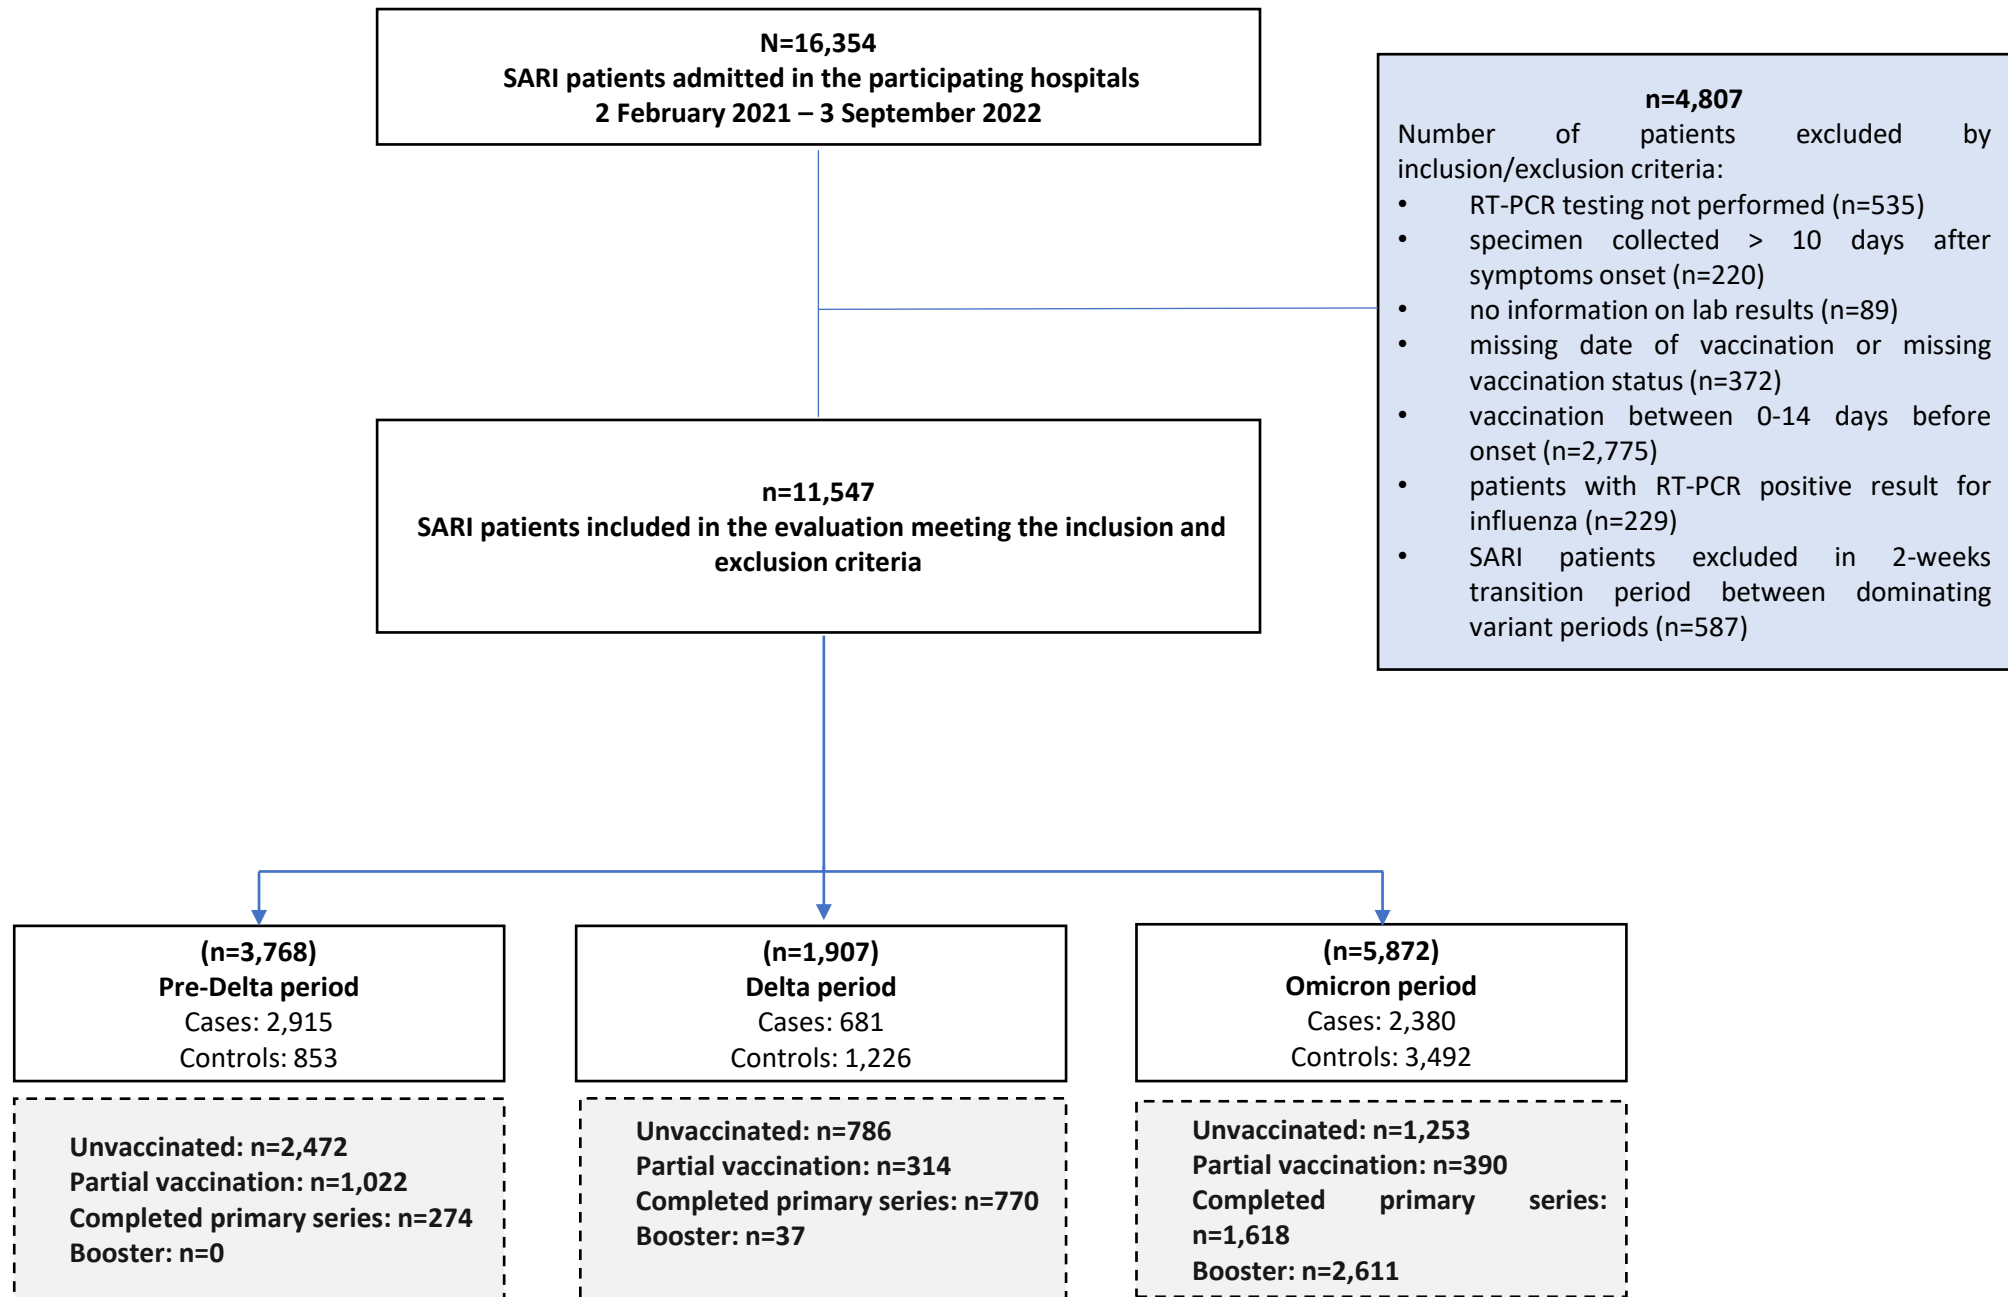 N=16,354
SARI patients admitted in the participating hospitals
2 February 2021 – 3 September 2022
n=4,807
Number of patients excluded by
inclusion/exclusion criteria:
• RT-PCR testing not performed (n=535)
• specimen collected > 10 days after
symptoms onset (n=220)
• no information on lab results (n=89)
• missing date of vaccination or missing
vaccination status (n=372)
• vaccination between 0-14 days before
onset (n=2,775)
• patients with RT-PCR positive result for
influenza (n=229)
• SARI patients excluded in 2-weeks
transition period between dominating
variant periods (n=587)
n=11,547
SARI patients included in the evaluation meeting the inclusion and
exclusion criteria
(n=3,768)
Pre-Delta period
Cases: 2,915
Controls: 853
Unvaccinated: n=2,472
Partial vaccination: n=1,022
Completed primary series: n=274
Booster: n=0
(n=1,907)
Delta period
Cases: 681
Controls: 1,226
Unvaccinated: n=786
Partial vaccination: n=314
Completed primary series: n=770
Booster: n=37
(n=5,872)
Omicron period
Cases: 2,380
Controls: 3,492
Unvaccinated: n=1,253
Partial vaccination: n=390
Completed primary series:
n=1,618
Booster: n=2,611